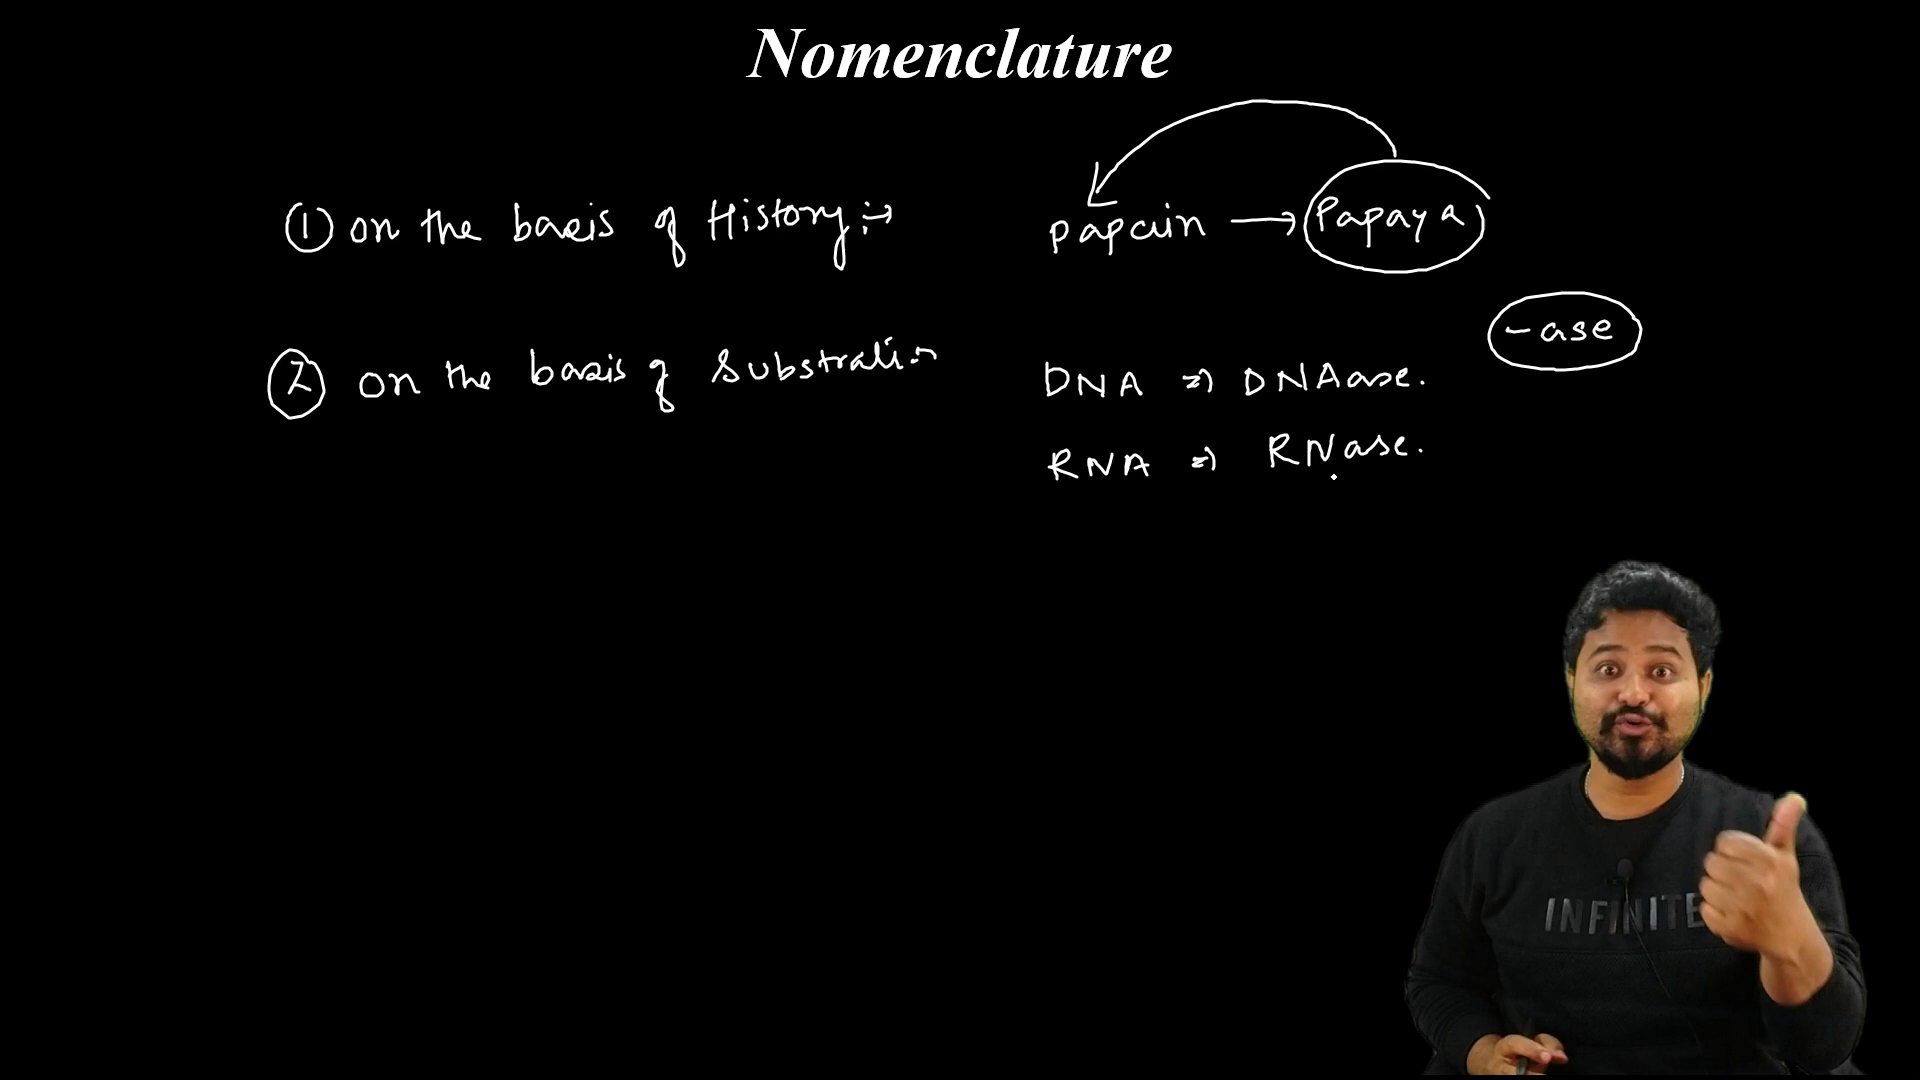 Nomenclature
① on the basis of History :→ papain → Papaya
-ase
② on the basis of Substrate :→ DNA ⇒ DNAase.
RNA ⇒ RNase.
INFINITE